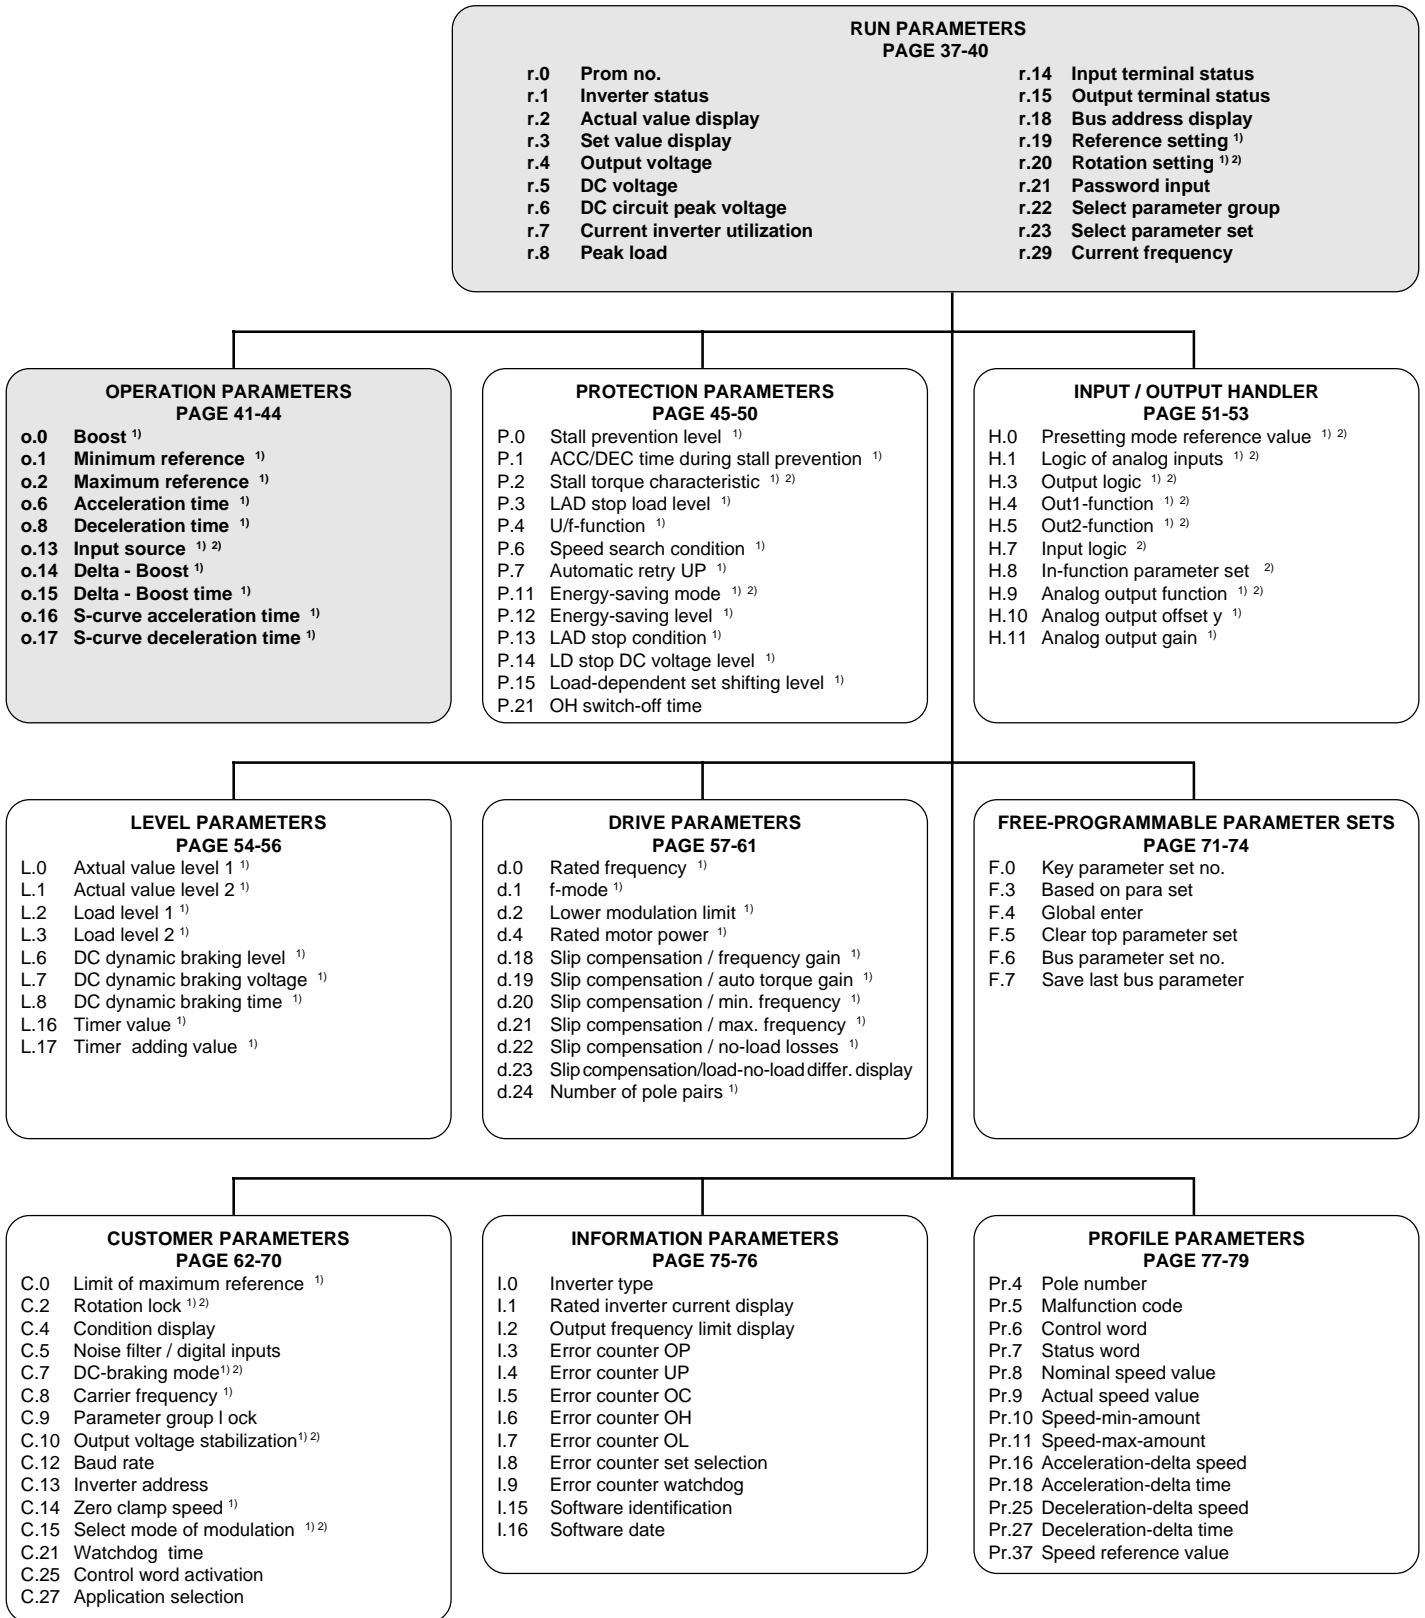 RUN PARAMETERS
PAGE 37-40
r.0 Prom no.
r.1 Inverter status
r.2 Actual value display
r.3 Set value display
r.4 Output voltage
r.5 DC voltage
r.6 DC circuit peak voltage
r.7 Current inverter utilization
r.8 Peak load
r.14 Input terminal status
r.15 Output terminal status
r.18 Bus address display
r.19 Reference setting 1)
r.20 Rotation setting 1) 2)
r.21 Password input
r.22 Select parameter group
r.23 Select parameter set
r.29 Current frequency
OPERATION PARAMETERS
PAGE 41-44
o.0 Boost 1)
o.1 Minimum reference 1)
o.2 Maximum reference 1)
o.6 Acceleration time 1)
o.8 Deceleration time 1)
o.13 Input source 1) 2)
o.14 Delta - Boost 1)
o.15 Delta - Boost time 1)
o.16 S-curve acceleration time 1)
o.17 S-curve deceleration time 1)
PROTECTION PARAMETERS
PAGE 45-50
P.0 Stall prevention level 1)
P.1 ACC/DEC time during stall prevention 1)
P.2 Stall torque characteristic 1) 2)
P.3 LAD stop load level 1)
P.4 U/f-function 1)
P.6 Speed search condition 1)
P.7 Automatic retry UP 1)
P.11 Energy-saving mode 1) 2)
P.12 Energy-saving level 1)
P.13 LAD stop condition 1)
P.14 LD stop DC voltage level 1)
P.15 Load-dependent set shifting level 1)
P.21 OH switch-off time
INPUT / OUTPUT HANDLER
PAGE 51-53
H.0 Presetting mode reference value 1) 2)
H.1 Logic of analog inputs 1) 2)
H.3 Output logic 1) 2)
H.4 Out1-function 1) 2)
H.5 Out2-function 1) 2)
H.7 Input logic 2)
H.8 In-function parameter set 2)
H.9 Analog output function 1) 2)
H.10 Analog output offset y 1)
H.11 Analog output gain 1)
LEVEL PARAMETERS
PAGE 54-56
L.0 Axtual value level 1 1)
L.1 Actual value level 2 1)
L.2 Load level 1 1)
L.3 Load level 2 1)
L.6 DC dynamic braking level 1)
L.7 DC dynamic braking voltage 1)
L.8 DC dynamic braking time 1)
L.16 Timer value 1)
L.17 Timer adding value 1)
DRIVE PARAMETERS
PAGE 57-61
d.0 Rated frequency 1)
d.1 f-mode 1)
d.2 Lower modulation limit 1)
d.4 Rated motor power 1)
d.18 Slip compensation / frequency gain 1)
d.19 Slip compensation / auto torque gain 1)
d.20 Slip compensation / min. frequency 1)
d.21 Slip compensation / max. frequency 1)
d.22 Slip compensation / no-load losses 1)
d.23 Slip compensation/load-no-load differ. display
d.24 Number of pole pairs 1)
FREE-PROGRAMMABLE PARAMETER SETS
PAGE 71-74
F.0 Key parameter set no.
F.3 Based on para set
F.4 Global enter
F.5 Clear top parameter set
F.6 Bus parameter set no.
F.7 Save last bus parameter
CUSTOMER PARAMETERS
PAGE 62-70
C.0 Limit of maximum reference 1)
C.2 Rotation lock 1) 2)
C.4 Condition display
C.5 Noise filter / digital inputs
C.7 DC-braking mode 1) 2)
C.8 Carrier frequency 1)
C.9 Parameter group l ock
C.10 Output voltage stabilization 1) 2)
C.12 Baud rate
C.13 Inverter address
C.14 Zero clamp speed 1)
C.15 Select mode of modulation 1) 2)
C.21 Watchdog time
C.25 Control word activation
C.27 Application selection
INFORMATION PARAMETERS
PAGE 75-76
I.0 Inverter type
I.1 Rated inverter current display
I.2 Output frequency limit display
I.3 Error counter OP
I.4 Error counter UP
I.5 Error counter OC
I.6 Error counter OH
I.7 Error counter OL
I.8 Error counter set selection
I.9 Error counter watchdog
I.15 Software identification
I.16 Software date
PROFILE PARAMETERS
PAGE 77-79
Pr.4 Pole number
Pr.5 Malfunction code
Pr.6 Control word
Pr.7 Status word
Pr.8 Nominal speed value
Pr.9 Actual speed value
Pr.10 Speed-min-amount
Pr.11 Speed-max-amount
Pr.16 Acceleration-delta speed
Pr.18 Acceleration-delta time
Pr.25 Deceleration-delta speed
Pr.27 Deceleration-delta time
Pr.37 Speed reference value